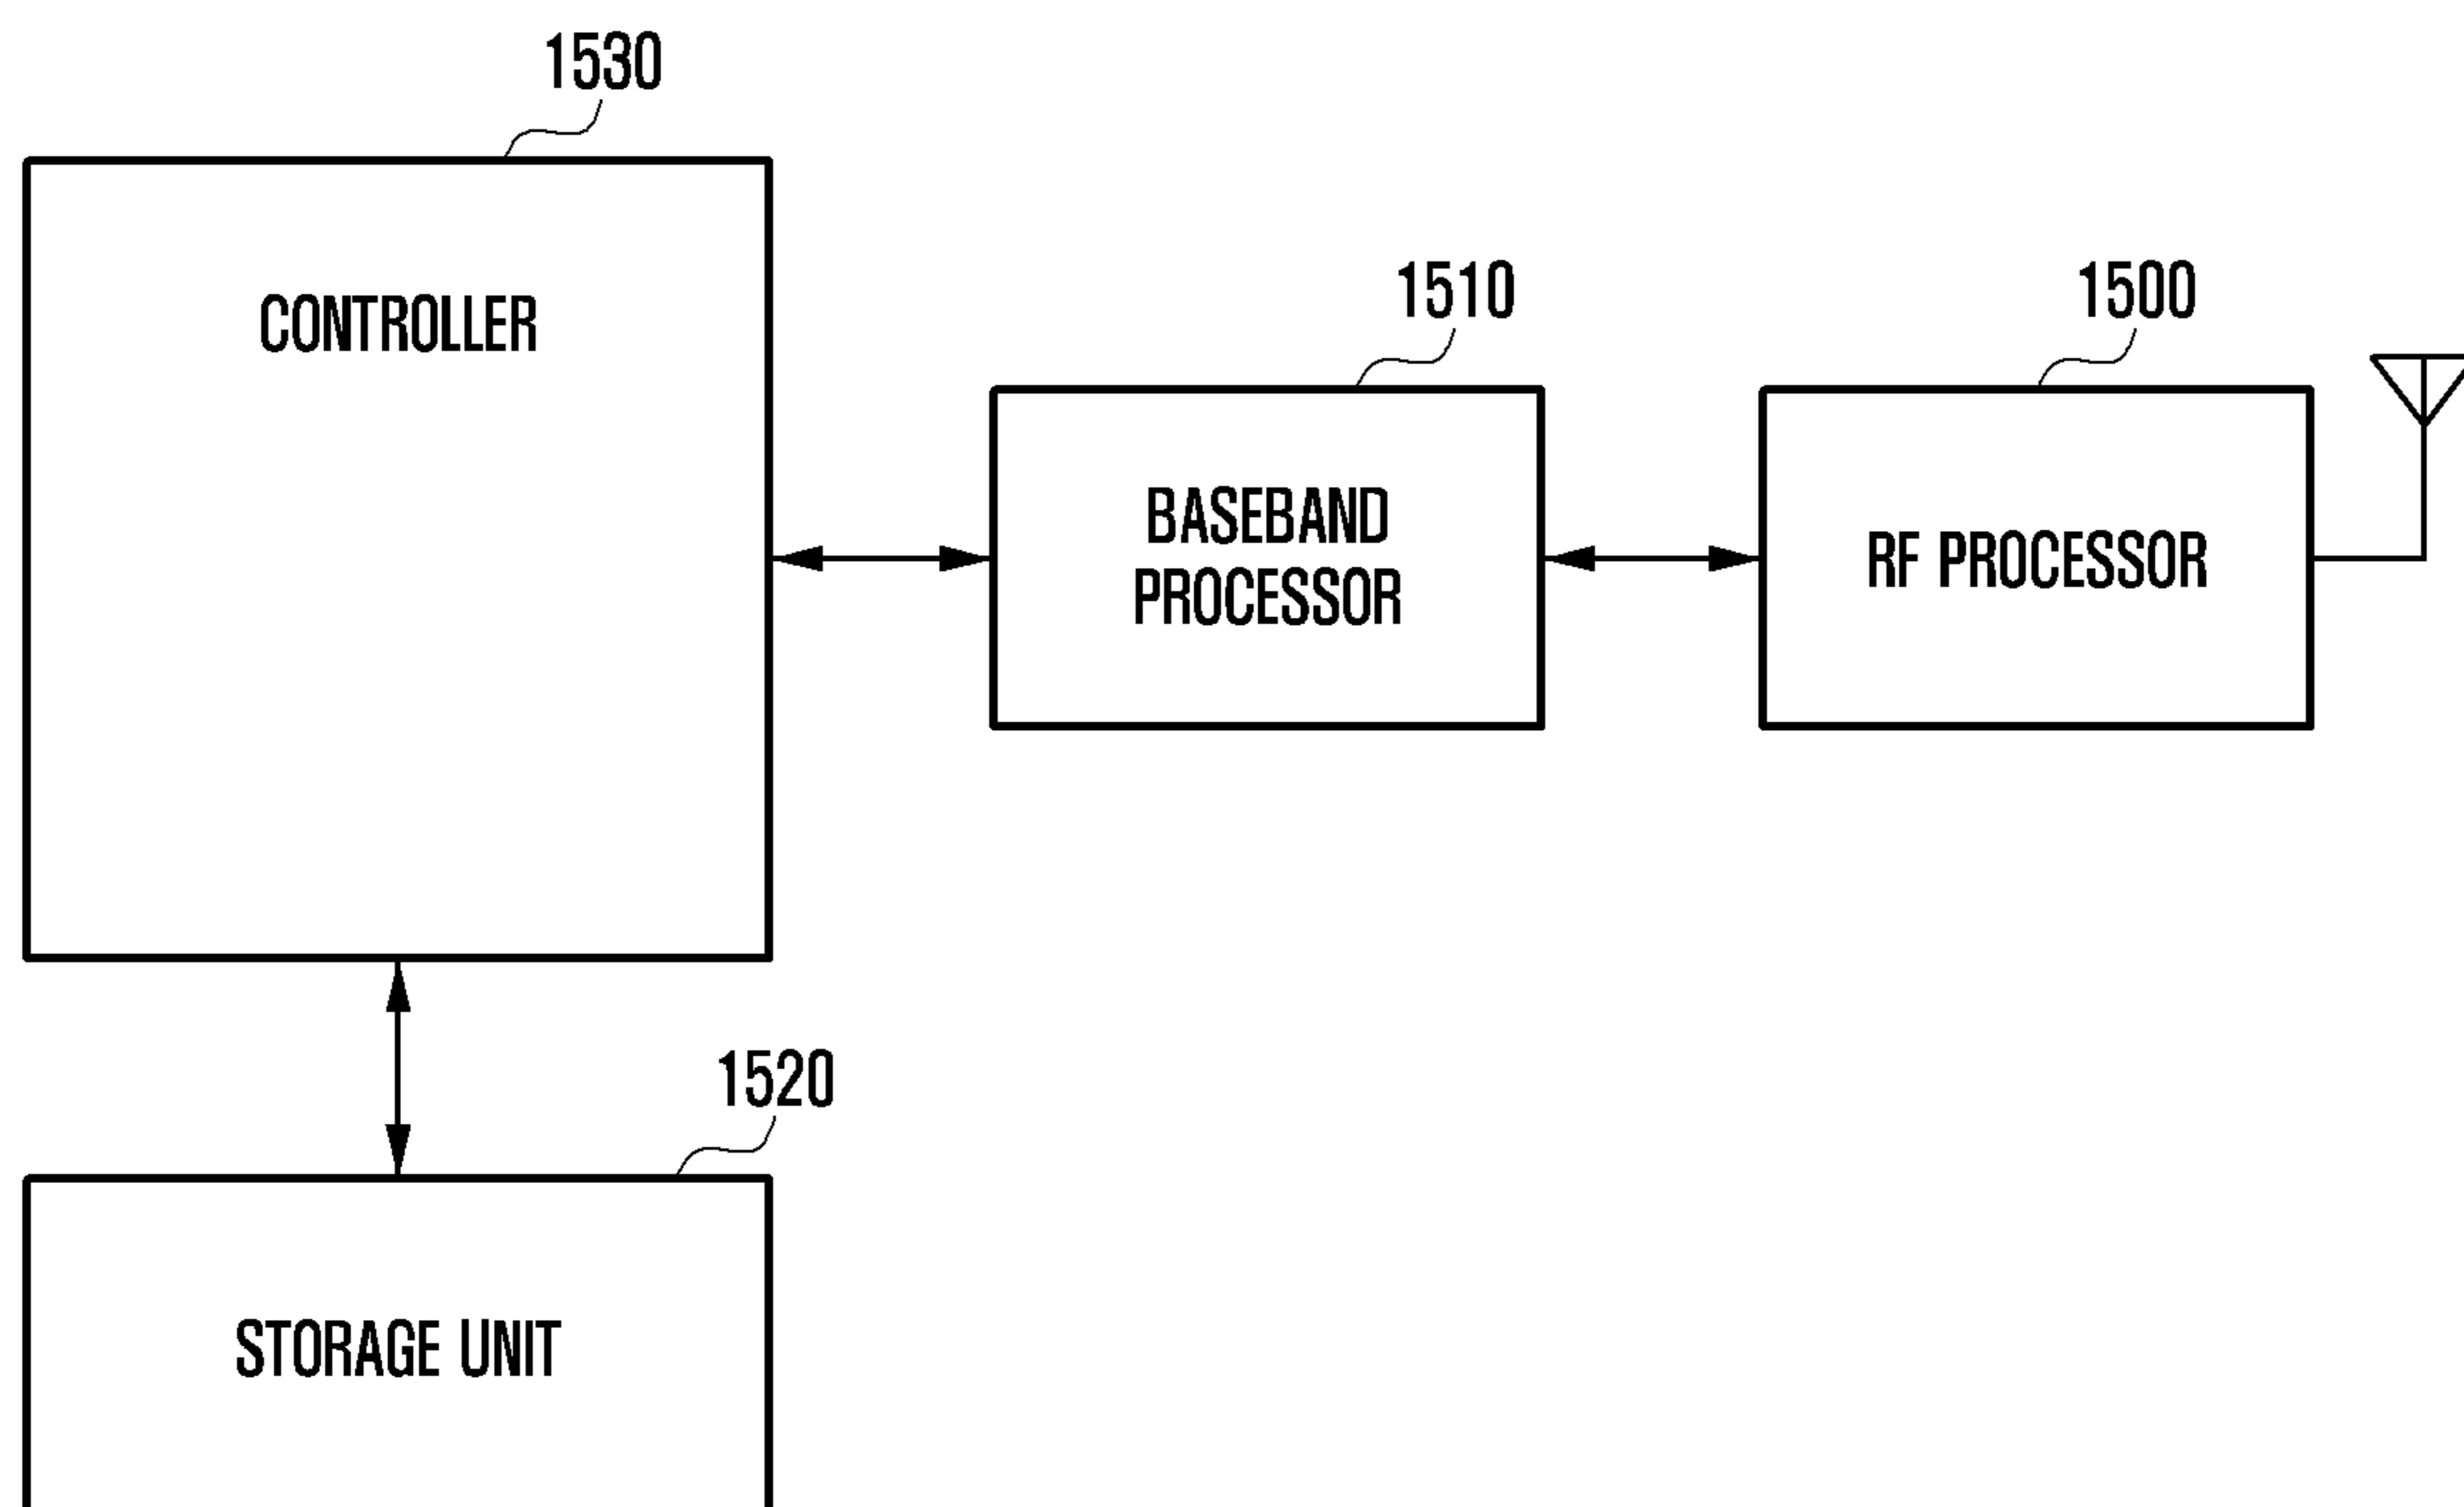 1530
CONTROLLER
1510
1500
BASEBAND
PROCESSOR
RF PROCESSOR
1520
STORAGE UNIT